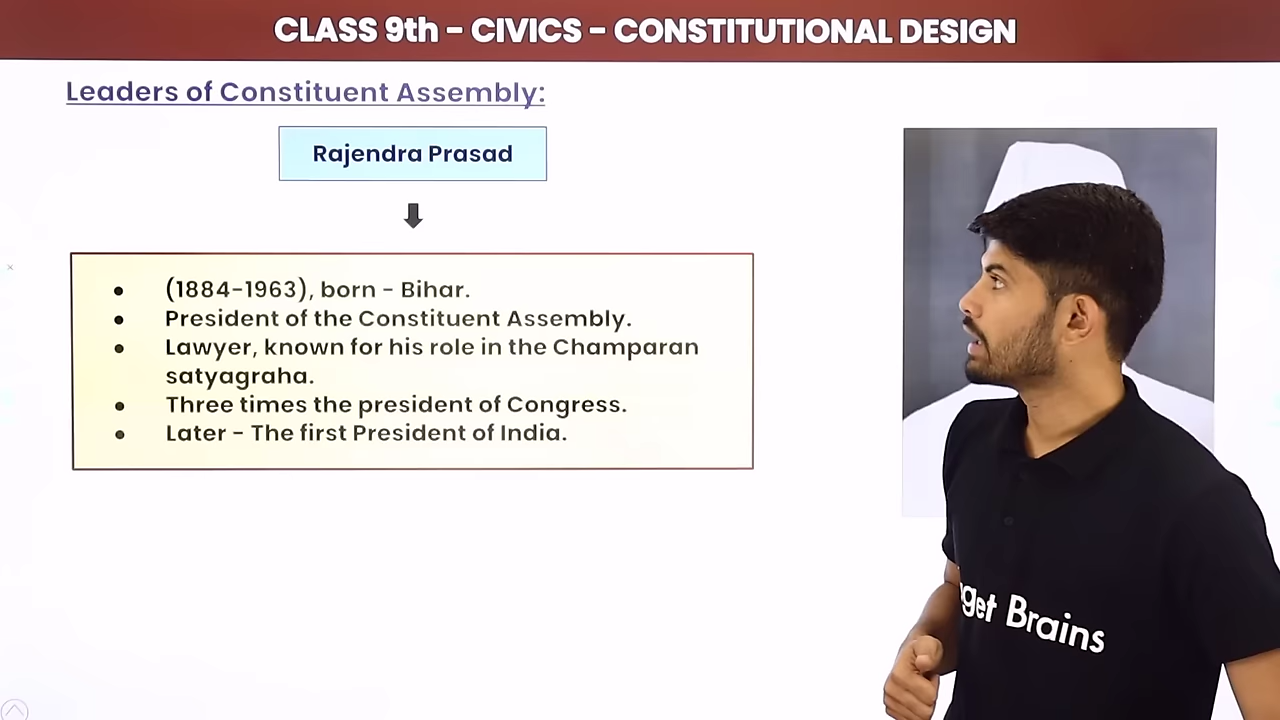 CLASS 9th - CIVICS - CONSTITUTIONAL DESIGN
Leaders of Constituent Assembly:
Rajendra Prasad
• (1884-1963), born - Bihar.
• President of the Constituent Assembly.
• Lawyer, known for his role in the Champaran
satyagraha.
• Three times the president of Congress.
• Later - The first President of India.
Brains